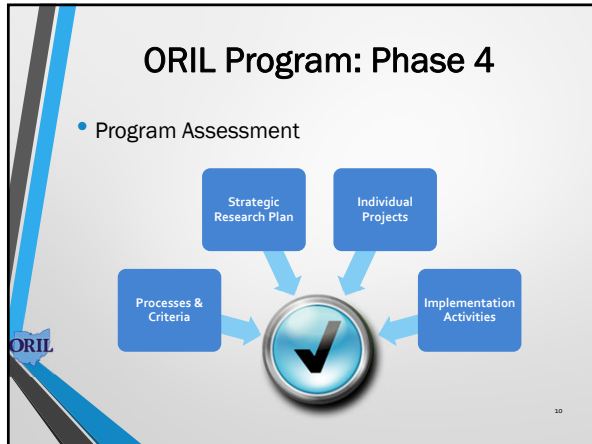 ORIL Program: Phase 4
• Program Assessment
Strategic
Research Plan
Individual
Projects
Processes &
Criteria
Implementation
Activities
ORIL
10